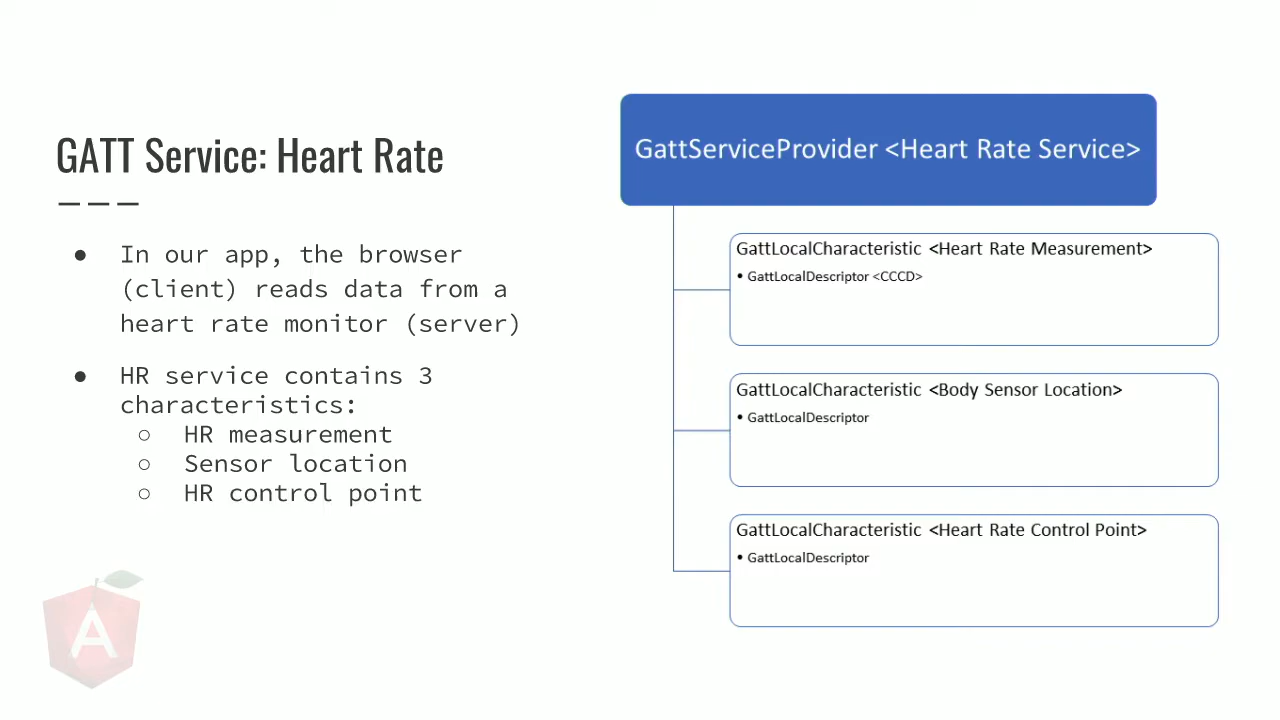 GATT Service: Heart Rate
● In our app, the browser
(client) reads data from a
heart rate monitor (server)
● HR service contains 3
characteristics:
○ HR measurement
○ Sensor location
○ HR control point
GattServiceProvider <Heart Rate Service>
GattLocalCharacteristic <Heart Rate Measurement>
• GattLocalDescriptor <CCCD>
GattLocalCharacteristic <Body Sensor Location>
• GattLocalDescriptor
GattLocalCharacteristic <Heart Rate Control Point>
• GattLocalDescriptor
A